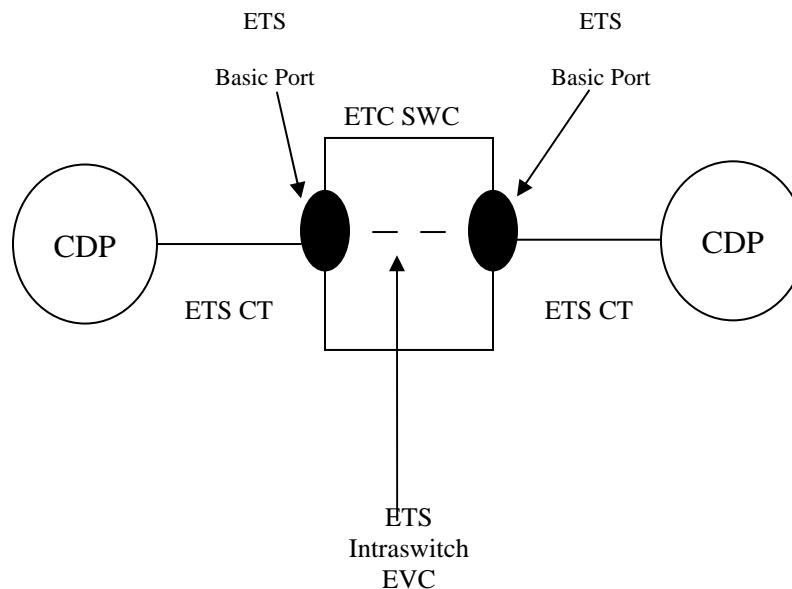 ETS
Basic Port
ETS
Basic Port
ETC SWC
CDP
CDP
ETS CT
ETS CT
ETS
Intraswitch
EVC